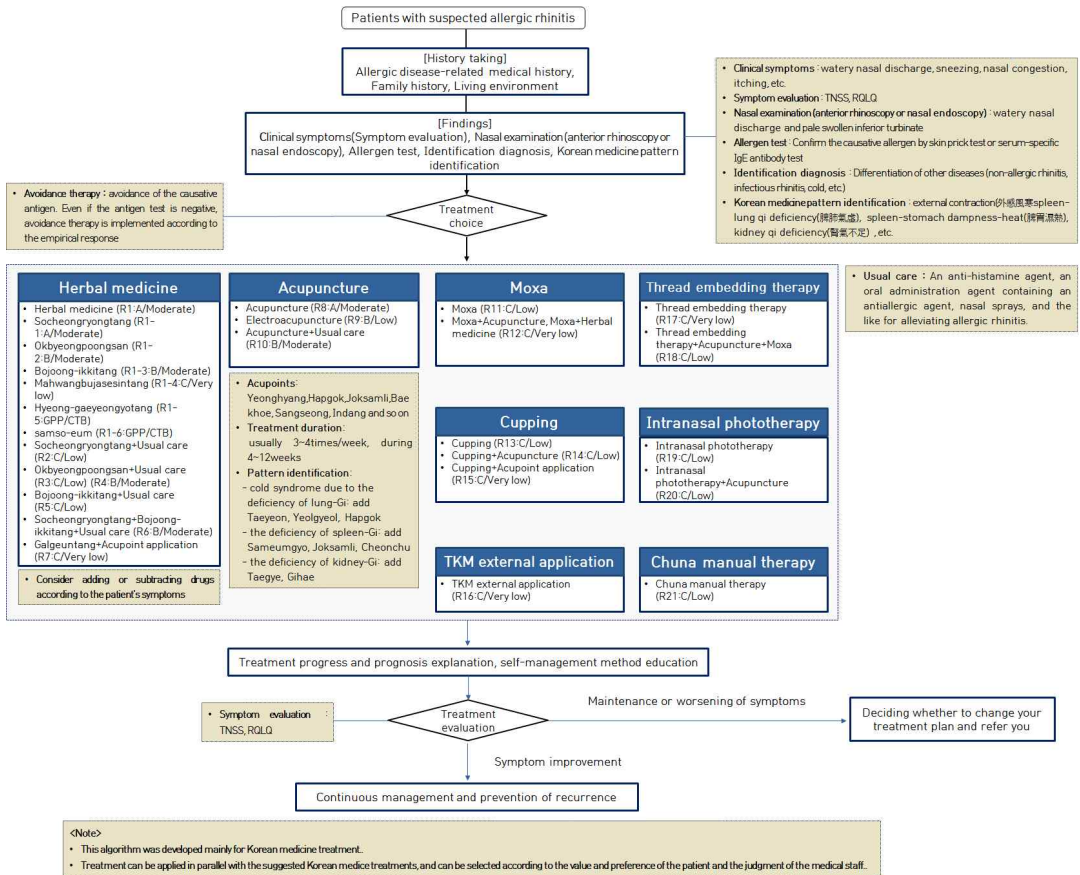 Patients with suspected allergic rhinitis
[History taking]
Allergic disease-related medical history,
Family history, Living environment
[Findings]
Clinical symptoms(Symptom evaluation), Nasal examination(anterior rhinoscopy or
nasal endoscopy), Allergen test, Identification diagnosis, Korean medicine pattern
identification
• Clinical symptoms : watery nasal discharge, sneezing, nasal congestion,
itching, etc.
• Symptom evaluation : TNSS, RQLQ
• Nasal examination (anterior rhinoscopy or nasal endoscopy) : watery nasal
discharge and pale swollen inferior turbinate
• Allergen test : Confirm the causative allergen by skin prick test or serum-specific
IgE antibody test
• Identification diagnosis : Differentiation of other diseases (non-allergic rhinitis,
infectious rhinitis, cold, etc.)
• Korean medicine pattern identification : external contraction(外感風寒spleen-
lung qi deficiency(脾肺氣虛), spleen-stomach dampness-heat(脾胃濕熱),
kidney qi deficiency(腎氣不足) , etc.
• Avoidance therapy : avoidance of the causative
antigen. Even if the antigen test is negative,
avoidance therapy is implemented according to
the empirical response
Treatment
choice
Herbal medicine
• Herbal medicine (R1:A/Moderate)
• Socheongryongtang (R1-
1:A/Moderate)
• Okbyeongpoongsan (R1-
2:B/Moderate)
• Bojoong-ikkitang (R1-3:B/Moderate)
• Mahwangbujasesintang (R1-4:C/Very
low)
• Hyeong-gaeyeongyotang (R1-
5:GPP/CTB)
• samso-eum (R1-6:GPP/CTB)
• Socheongryongtang+Usual care
(R2:C/Low)
• Okbyeongpoongsan+Usual care
(R3:C/Low) (R4:B/Moderate)
• Bojoong-ikkitang+Usual care
(R5:C/Low)
• Socheongryongtang+Bojoong-
ikkitang+Usual care (R6:B/Moderate)
• Galgeuntang+Acupoint application
(R7:C/Very low)
• Consider adding or subtracting drugs
according to the patient's symptoms
Acupuncture
• Acupuncture (R8:A/Moderate)
• Electroacupuncture (R9:B/Low)
• Acupuncture+Usual care
(R10:B/Moderate)
• Acupoints:
Yeonghyang,Hapgok,Joksamli,Bae
khoe, Sangseong, Indang and so on
• Treatment duration:
usually 3~4times/week, during
4~12weeks
• Pattern identification:
- cold syndrome due to the
deficiency of lung-Gi: add
Taeyeon, Yeolgyeol, Hapgok
- the deficiency of spleen-Gi: add
Sameumgyo, Joksamli, Cheonchu
- the deficiency of kidney-Gi: add
Taegye, Gihae
Moxa
• Moxa (R11:C/Low)
• Moxa+Acupuncture, Moxa+Herbal
medicine (R12:C/Very low)
Thread embedding therapy
• Thread embedding therapy
(R17:C/Very low)
• Thread embedding
therapy+Acupuncture+Moxa
(R18:C/Low)
Cupping
• Cupping (R13:C/Low)
• Cupping+Acupuncture (R14:C/Low)
• Cupping+Acupoint application
(R15:C/Very low)
Intranasal phototherapy
• Intranasal phototherapy
(R19:C/Low)
• Intranasal
phototherapy+Acupuncture
(R20:C/Low)
TKM external application
• TKM external application
(R16:C/Very low)
Chuna manual therapy
• Chuna manual therapy
(R21:C/Low)
• Usual care : An anti-histamine agent, an
oral administration agent containing an
antiallergic agent, nasal sprays, and the
like for alleviating allergic rhinitis.
Treatment progress and prognosis explanation, self-management method education
• Symptom evaluation :
TNSS, RQLQ
Treatment
evaluation
Maintenance or worsening of symptoms
Deciding whether to change your
treatment plan and refer you
Symptom improvement
Continuous management and prevention of recurrence
<Note>
• This algorithm was developed mainly for Korean medicine treatment..
• Treatment can be applied in parallel with the suggested Korean medice treatments, and can be selected according to the value and preference of the patient and the judgment of the medical staff..